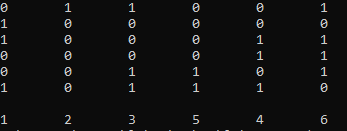 0 1 1 0 0 1
1 0 0 0 0 0
1 0 0 0 1 1
0 0 0 0 1 1
0 0 1 1 0 1
1 0 1 1 1 0
1 2 3 5 4 6